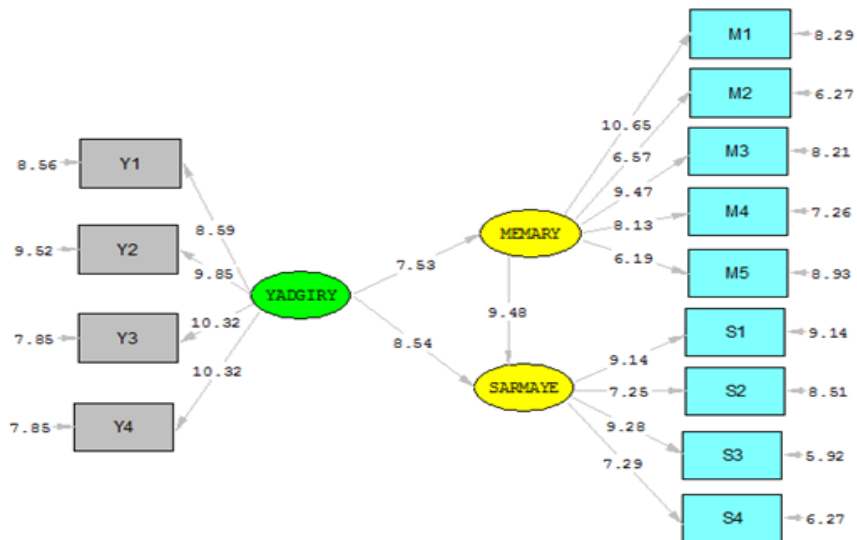 M1
8.29
M2
6.27
10.65
6.57
M3
8.21
9.47
8.56
Y1
M4
7.26
8.13
8.59
MEMARY
9.52
Y2
9.85
7.53
6.19
M5
8.93
YADGIRY
10.32
9.48
7.85
Y3
8.54
S1
9.14
9.14
10.32
SARMAYE
7.25
S2
8.51
7.85
Y4
9.28
7.29
S3
5.92
S4
6.27